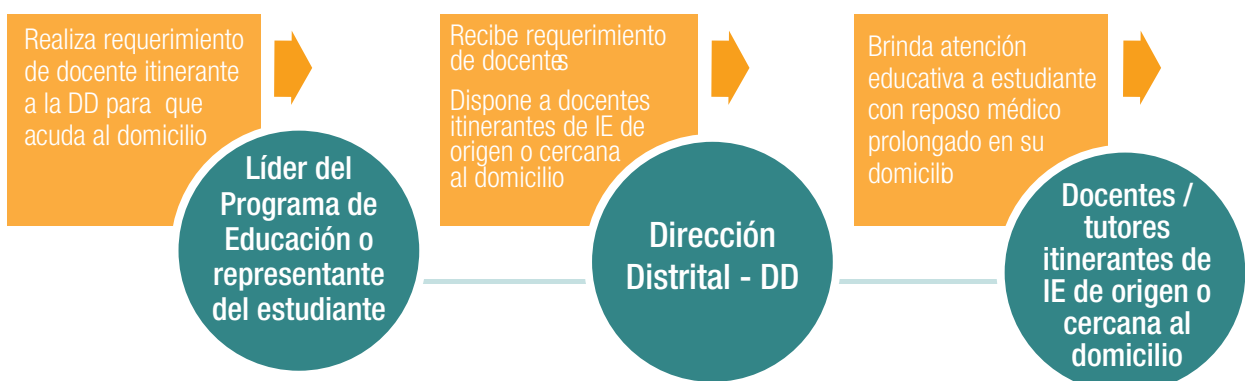 Realiza requerimiento
de docente itinerante
a la DD para que
acuda al domicilio
Líder del
Programa de
Educación o
representante
del estudiante
Recibe requerimiento
de docentes
Dispone a docentes
itinerantes de IE de
origen o cercana
al domicilio
Dirección
Distrital - DD
Brinda atención
educativa a estudiante
con reposo médico
prolongado en su
domicilio
Docentes /
tutores
itinerantes de
IE de origen o
cercana al
domicilio